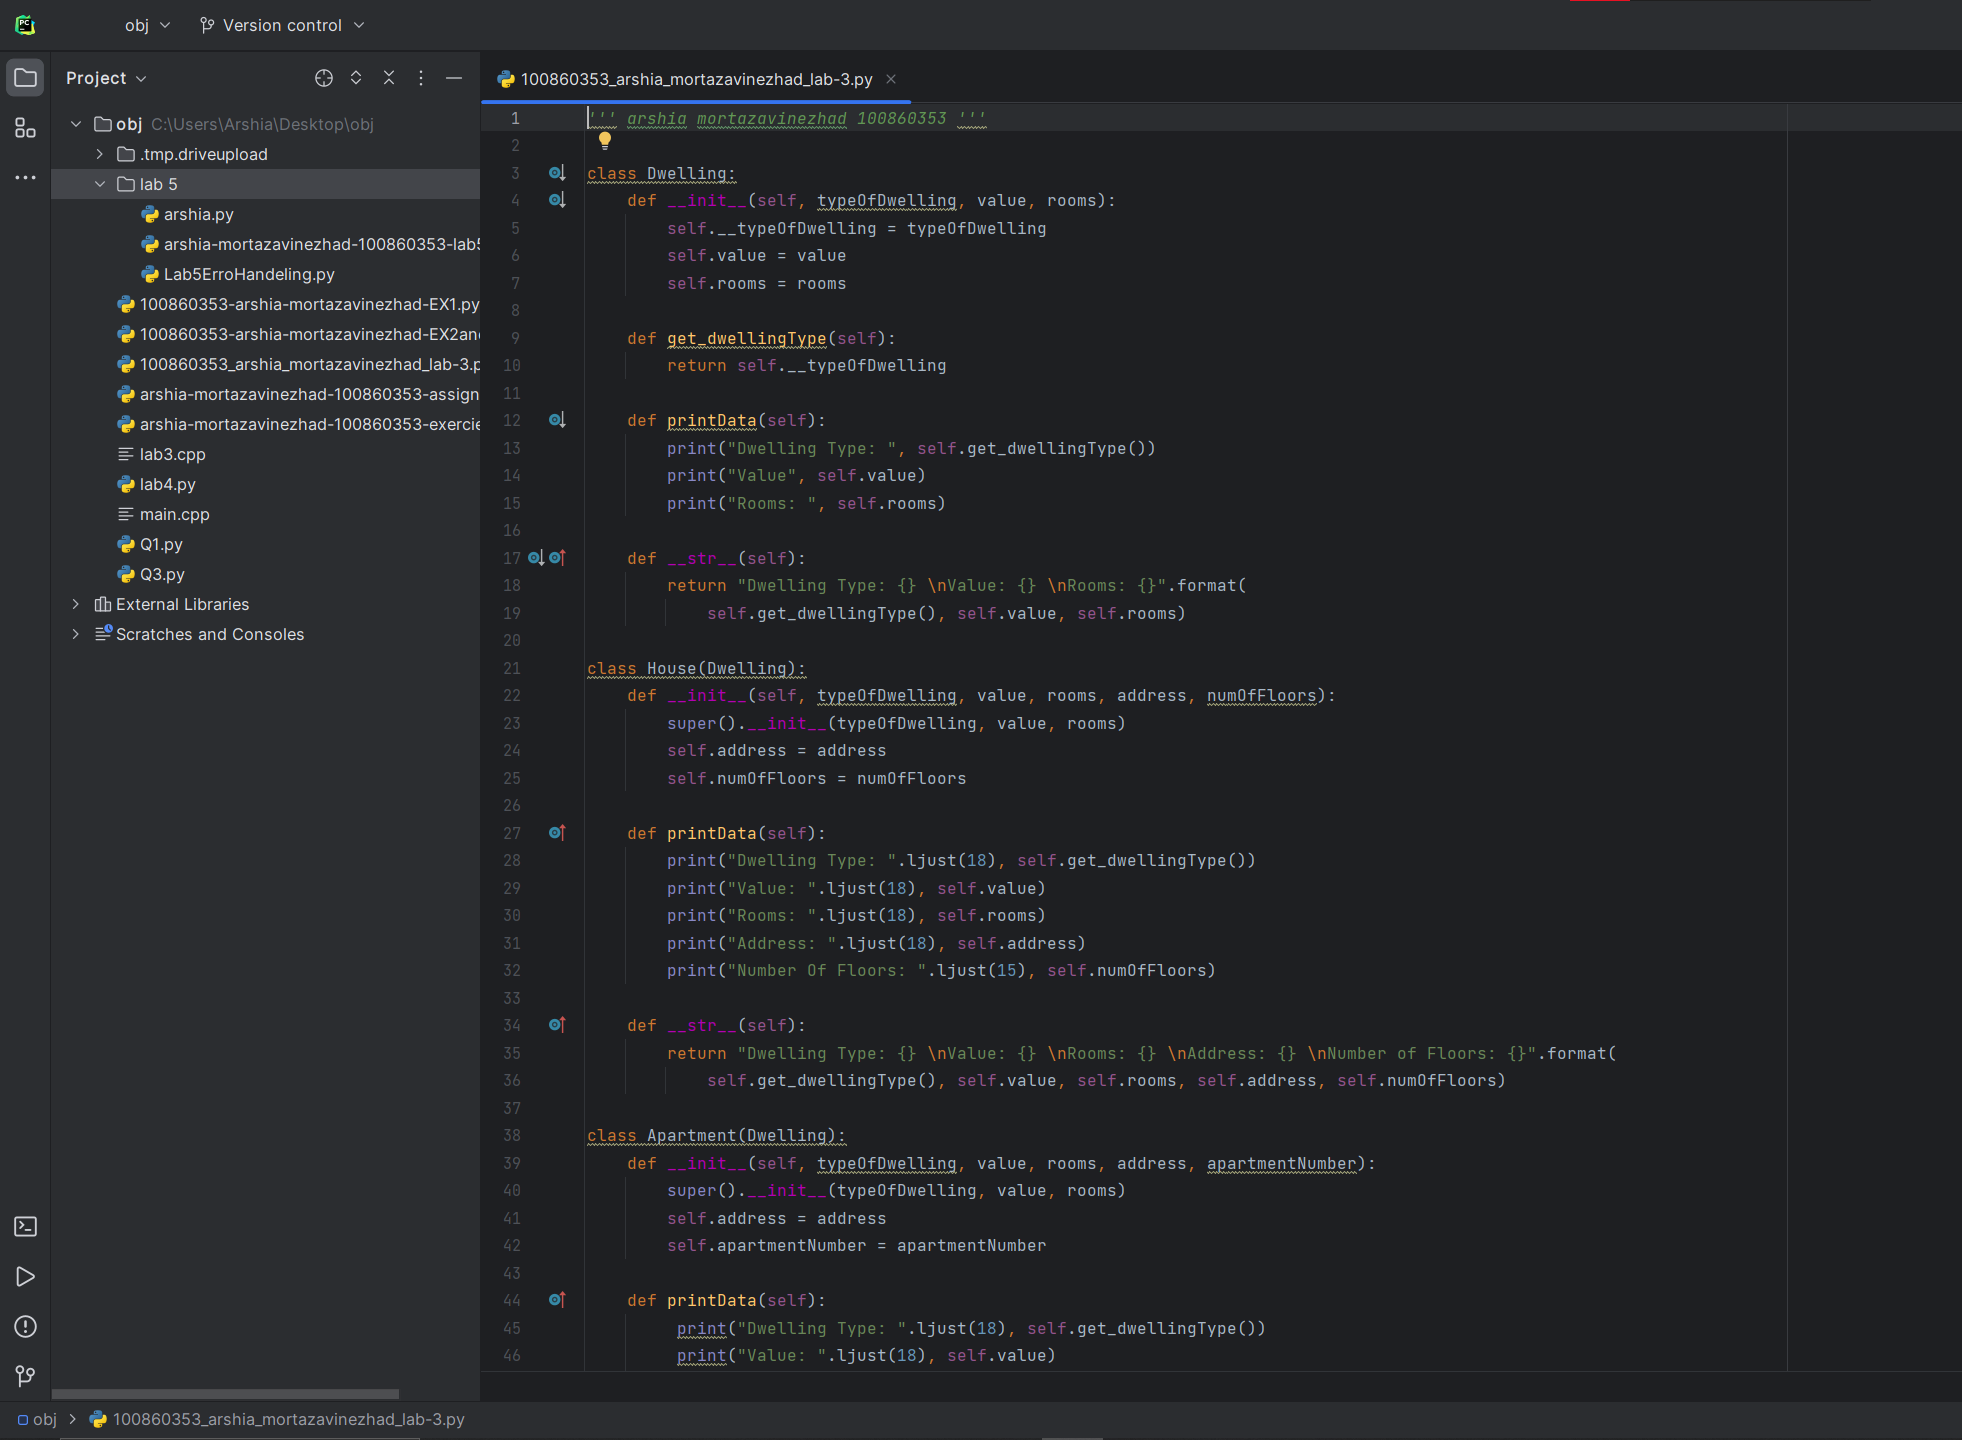 PC
obj
Version control
Project
obj C:\Users\Arshia\Desktop\obj
.tmp.driveupload
lab 5
arshia.py
arshia-mortazavinezhad-100860353-lab5
Lab5ErroHandeling.py
100860353-arshia-mortazavinezhad-EX1.py
100860353-arshia-mortazavinezhad-EX2and
100860353_arshia_mortazavinezhad_lab-3.p
arshia-mortazavinezhad-100860353-assign
arshia-mortazavinezhad-100860353-exercie
lab3.cpp
lab4.py
main.cpp
Q1.py
Q3.py
External Libraries
Scratches and Consoles
100860353_arshia_mortazavinezhad_lab-3.py
1 ''' arshia mortazavinezhad 100860353 '''
2
3 class Dwelling:
4     def __init__(self, typeOfDwelling, value, rooms):
5         self.__typeOfDwelling = typeOfDwelling
6         self.value = value
7         self.rooms = rooms
8
9     def get_dwellingType(self):
10         return self.__typeOfDwelling
11
12     def printData(self):
13         print("Dwelling Type: ", self.get_dwellingType())
14         print("Value", self.value)
15         print("Rooms: ", self.rooms)
16
17     def __str__(self):
18         return "Dwelling Type: {} \nValue: {} \nRooms: {}".format(
19             self.get_dwellingType(), self.value, self.rooms)
20
21 class House(Dwelling):
22     def __init__(self, typeOfDwelling, value, rooms, address, numOfFloors):
23         super().__init__(typeOfDwelling, value, rooms)
24         self.address = address
25         self.numOfFloors = numOfFloors
26
27     def printData(self):
28         print("Dwelling Type: ".ljust(18), self.get_dwellingType())
29         print("Value: ".ljust(18), self.value)
30         print("Rooms: ".ljust(18), self.rooms)
31         print("Address: ".ljust(18), self.address)
32         print("Number Of Floors: ".ljust(15), self.numOfFloors)
33
34     def __str__(self):
35         return "Dwelling Type: {} \nValue: {} \nRooms: {} \nAddress: {} \nNumber of Floors: {}".format(
36             self.get_dwellingType(), self.value, self.rooms, self.address, self.numOfFloors)
37
38 class Apartment(Dwelling):
39     def __init__(self, typeOfDwelling, value, rooms, address, apartmentNumber):
40         super().__init__(typeOfDwelling, value, rooms)
41         self.address = address
42         self.apartmentNumber = apartmentNumber
43
44     def printData(self):
45          print("Dwelling Type: ".ljust(18), self.get_dwellingType())
46          print("Value: ".ljust(18), self.value)
obj
100860353_arshia_mortazavinezhad_lab-3.py